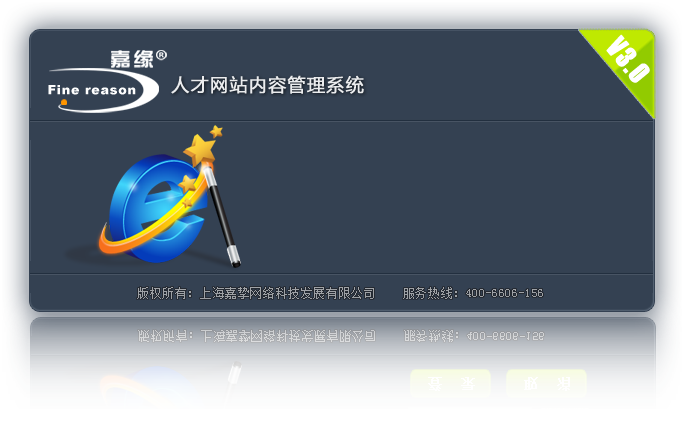 嘉缘®
Fine reason
人才网站内容管理系统
V3.0
版权所有：上海嘉挚网络科技发展有限公司 服务热线：400-6606-156